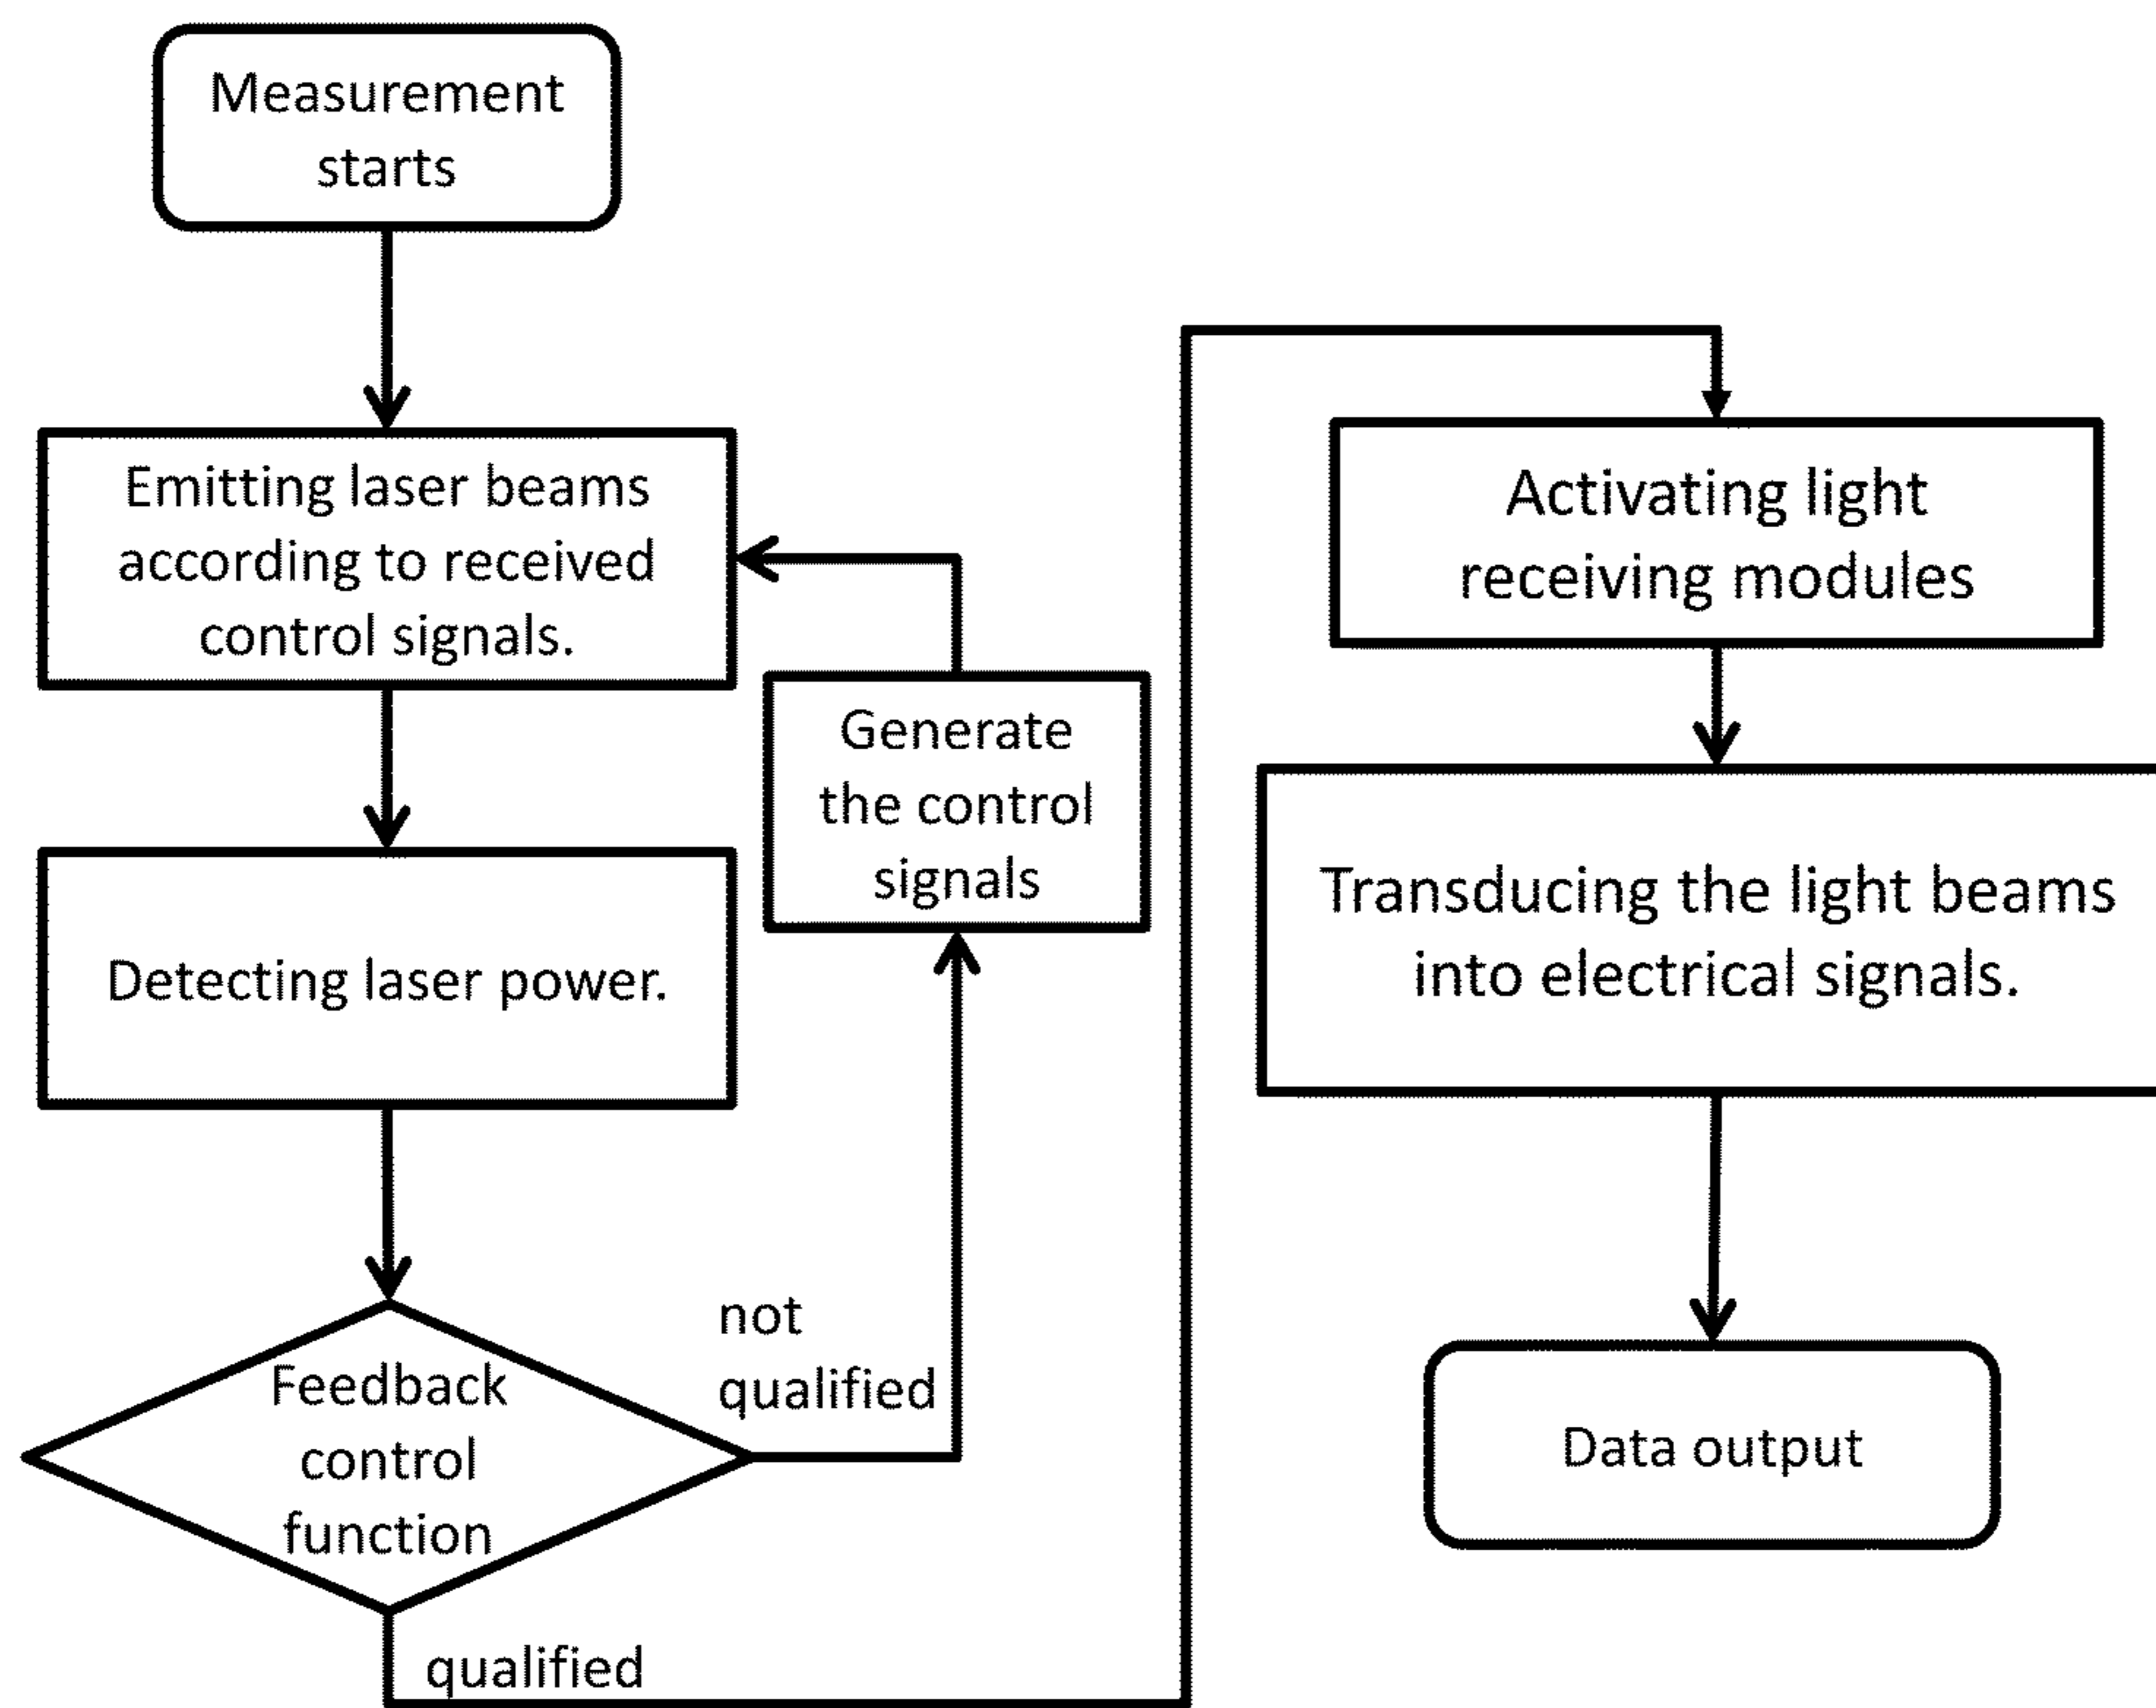 Measurement
starts
Emitting laser beams
according to received
control signals.
Generate
the control
signals
Detecting laser power.
Feedback
control
function
not
qualified
qualified
Activating light
receiving modules
Transducing the light beams
into electrical signals.
Data output